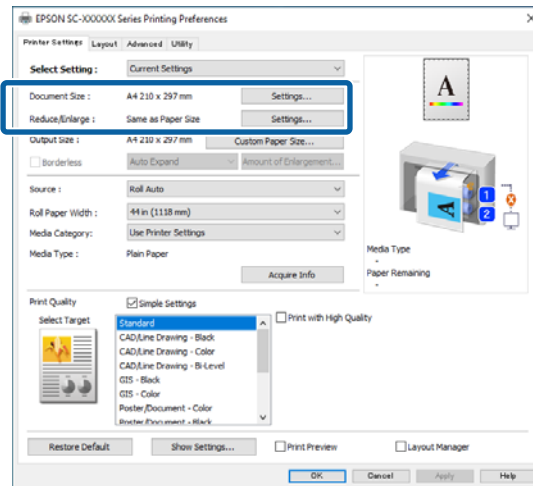 EPSON SC-XXXXXX Series Printing Preferences
Printer Settings Layout Advanced Utility
Select Setting : Current Settings
Document Size : A4 210 x 297 mm Settings...
Reduce/Enlarge : Same as Paper Size Settings...
Output Size : A4 210 x 297 mm Custom Paper Size...
Borderless Auto Expand Amount of Enlargement...
Source : Roll Auto
Roll Paper Width : 44 in (1118 mm)
Media Category: Use Printer Settings
Media Type : Plain Paper
Acquire Info
A
1
2
Media Type
-
Paper Remaining
-
Print Quality Simple Settings
Select Target
Standard
CAD/Line Drawing - Black
CAD/Line Drawing - Color
CAD/Line Drawing - Bi-Level
GIS - Black
GIS - Color
Poster/Document - Color
Poster/Document - Black
Print with High Quality
Restore Default Show Settings... Print Preview Layout Manager
OK Cancel Apply Help